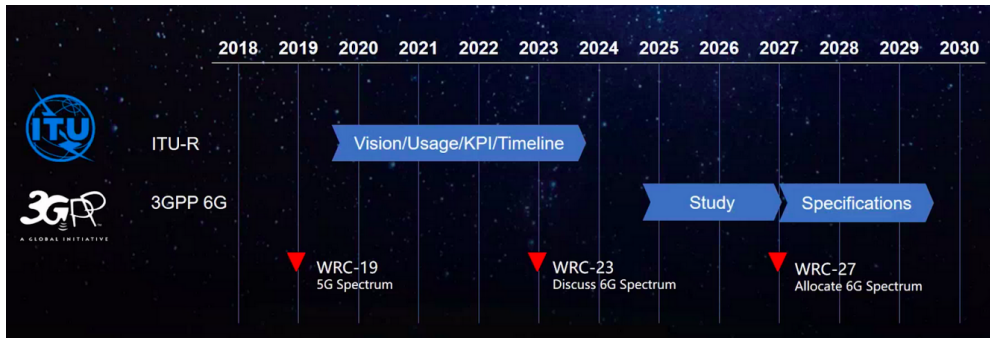 2018 2019 2020 2021 2022 2023 2024 2025 2026 2027 2028 2029 2030
ITU
ITU-R
Vision/Usage/KPI/Timeline
3GPP
A GLOBAL INITIATIVE
3GPP 6G
Study
Specifications
WRC-19
5G Spectrum
WRC-23
Discuss 6G Spectrum
WRC-27
Allocate 6G Spectrum